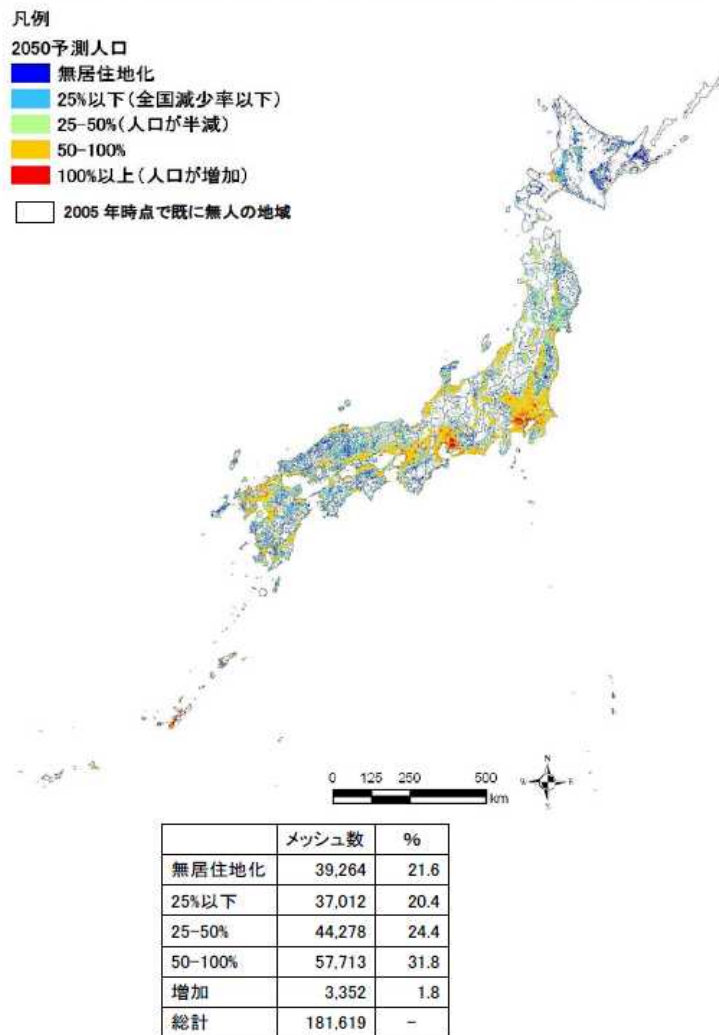 凡例
2050予測人口
無居住地化
25%以下(全国減少率以下)
25-50%(人口が半減)
50-100%
100%以上(人口が増加)
2005 年時点で既に無人の地域
0 125 250 500
km
N
W E
S
メッシュ数 %
無居住地化 39,264 21.6
25%以下 37,012 20.4
25-50% 44,278 24.4
50-100% 57,713 31.8
増加 3,352 1.8
総計 181,619 -